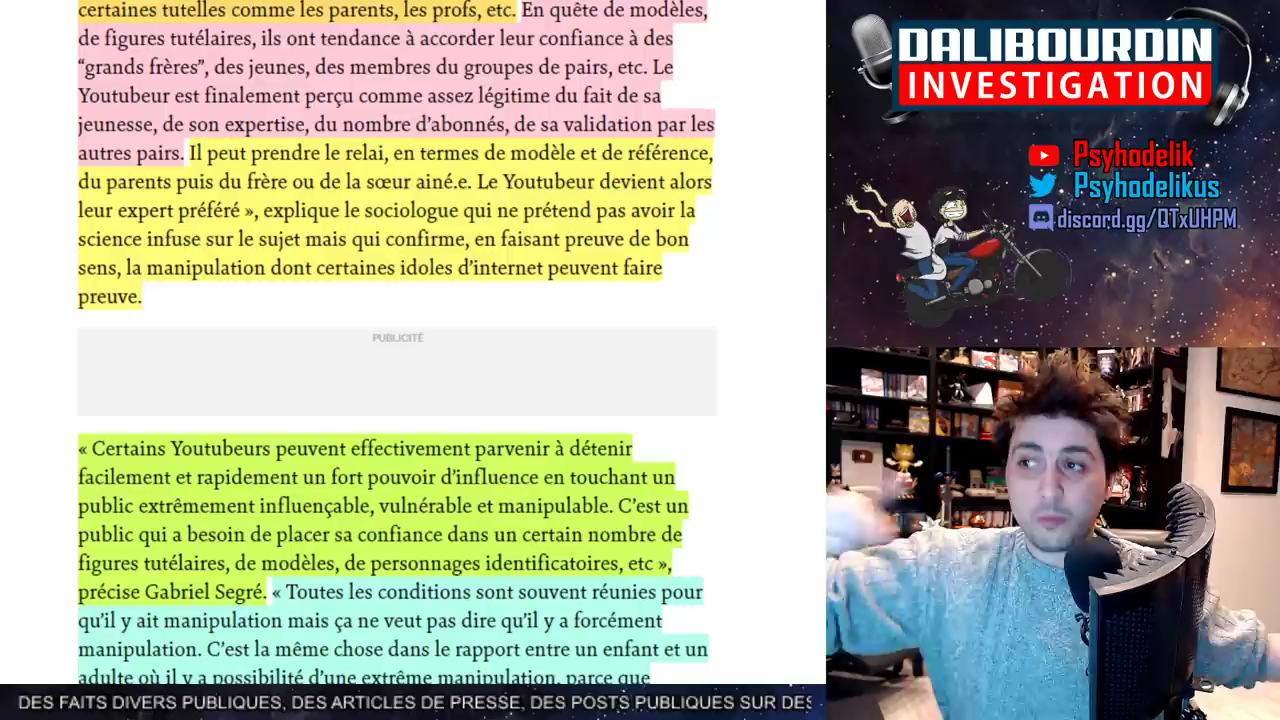 certaines tutelles comme les parents, les profs, etc. En quête de modèles,
de figures tutélaires, ils ont tendance à accorder leur confiance à des
“grands frères”, des jeunes, des membres du groupes de pairs, etc. Le
Youtubeur est finalement perçu comme assez légitime du fait de sa
jeunesse, de son expertise, du nombre d’abonnés, de sa validation par les
autres pairs. Il peut prendre le relai, en termes de modèle et de référence,
du parents puis du frère ou de la sœur ainé.e. Le Youtubeur devient alors
leur expert préféré », explique le sociologue qui ne prétend pas avoir la
science infuse sur le sujet mais qui confirme, en faisant preuve de bon
sens, la manipulation dont certaines idoles d’internet peuvent faire
preuve.
PUBLICITÉ
« Certains Youtubeurs peuvent effectivement parvenir à détenir
facilement et rapidement un fort pouvoir d’influence en touchant un
public extrêmement influençable, vulnérable et manipulable. C’est un
public qui a besoin de placer sa confiance dans un certain nombre de
figures tutélaires, de modèles, de personnages identificatoires, etc »,
précise Gabriel Segré. « Toutes les conditions sont souvent réunies pour
qu’il y ait manipulation mais ça ne veut pas dire qu’il y a forcément
manipulation. C’est la même chose dans le rapport entre un enfant et un
adulte où il y a possibilité d’une extrême manipulation, parce que
DES FAITS DIVERS PUBLIQUES, DES ARTICLES DE PRESSE, DES POSTS PUBLIQUES SUR DES
DALIBOURDIN
INVESTIGATION
Psyhodelik
Psyhodelikus
discord.gg/QTxUHPM